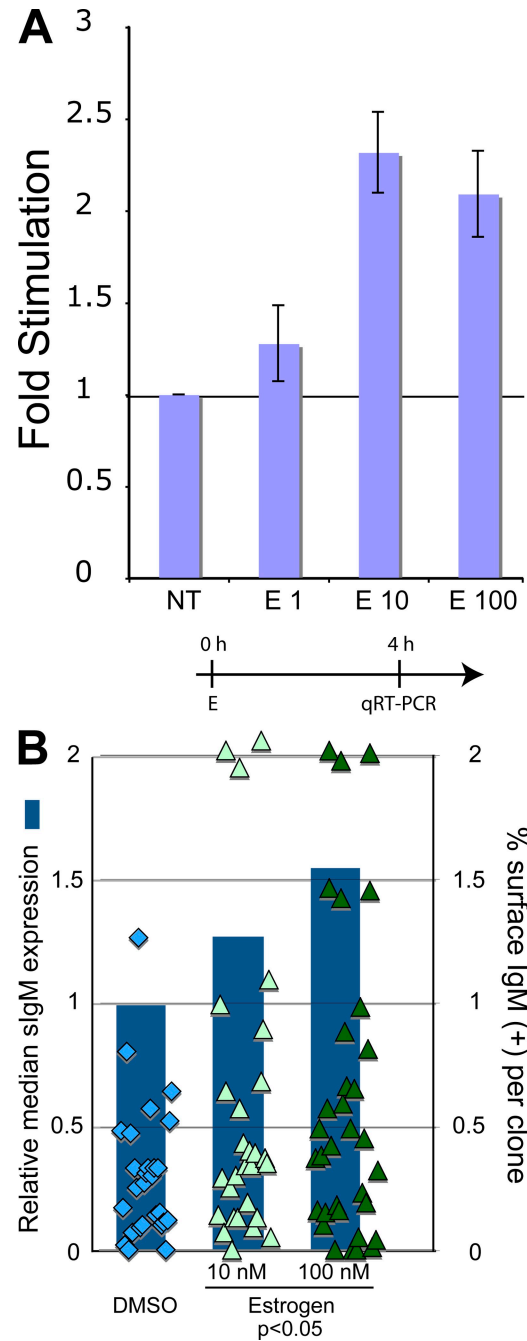 A
Fold Stimulation
3
2.5
2
1.5
1
0.5
0
NT E 1 E 10 E 100
0 h 4 h
E qRT-PCR
B
Relative median sIgM expression
2
1.5
1
0.5
0
2
1.5
1
0.5
0
% surface IgM (+) per clone
10 nM 100 nM
DMSO Estrogen
p<0.05